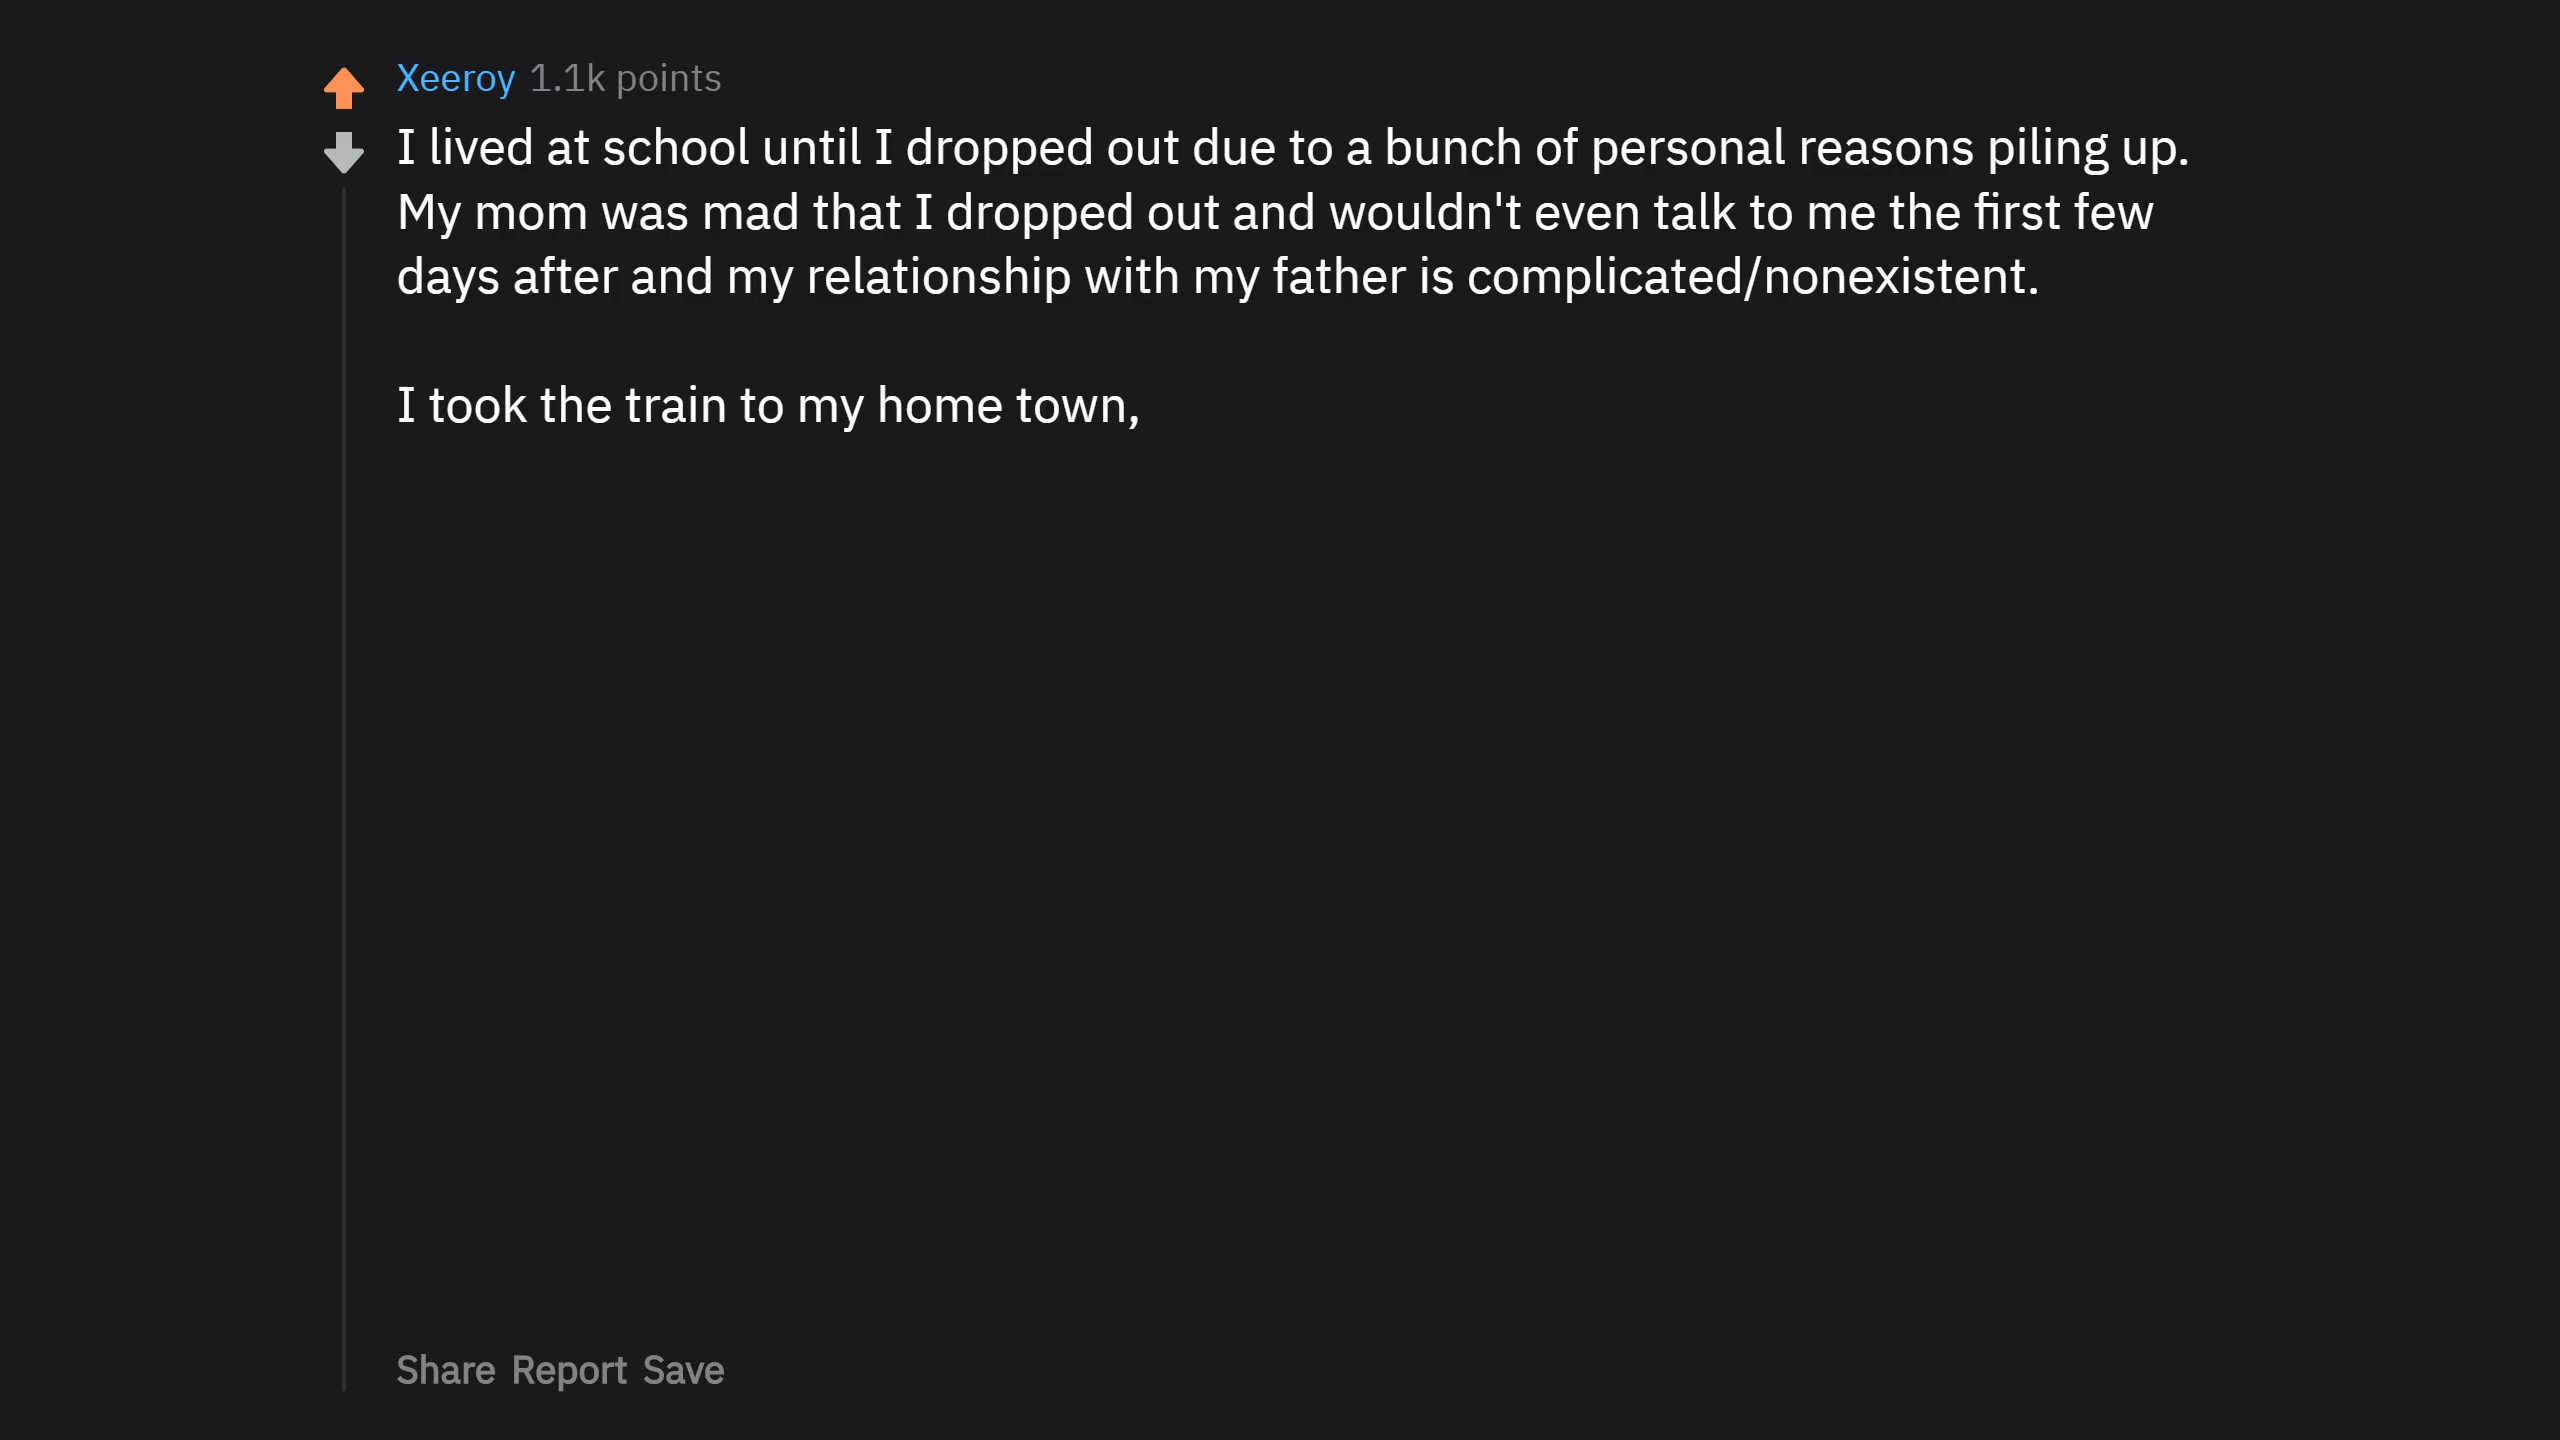 Xeeroy 1.1k points
I lived at school until I dropped out due to a bunch of personal reasons piling up.
My mom was mad that I dropped out and wouldn't even talk to me the first few
days after and my relationship with my father is complicated/nonexistent.
I took the train to my home town,
Share Report Save